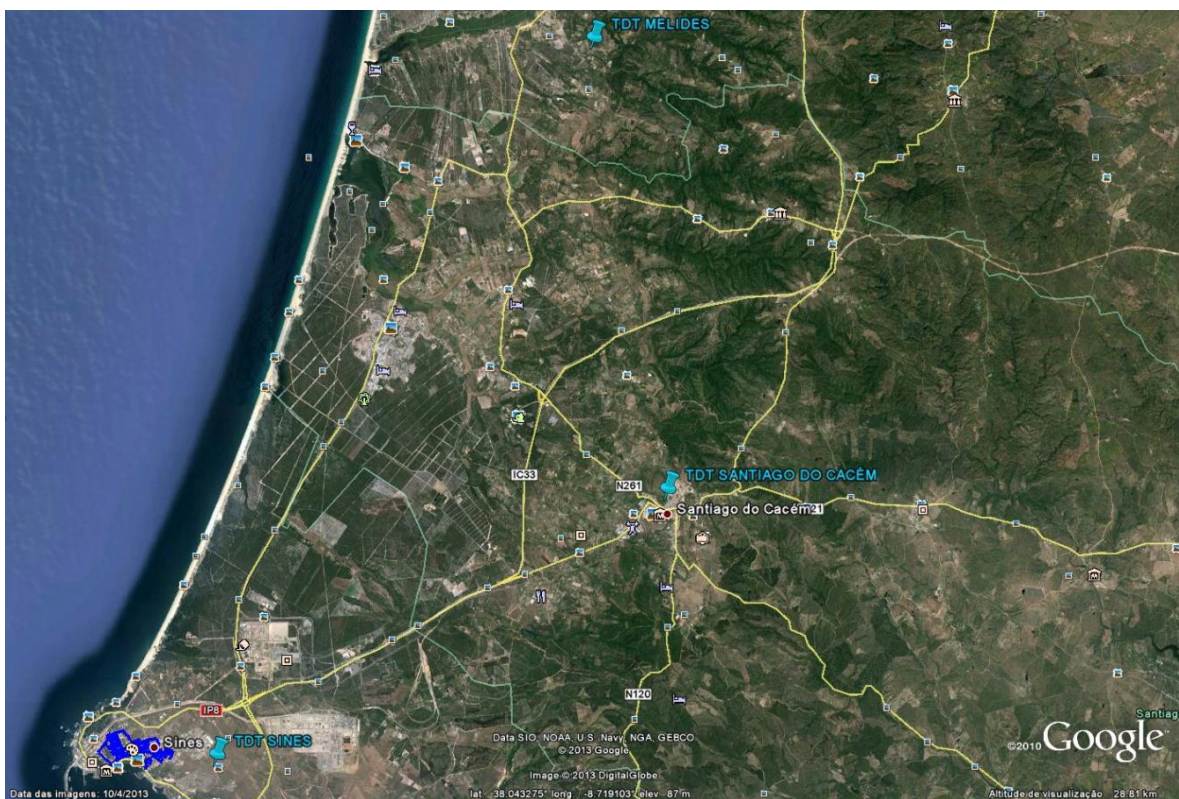 TDT MELIDES
IC33
TDT SANTIAGO DO CACÉM
N261
Santiago do Cacém
21
N120
IP8
Sines
TDT SINES
Santiag
Data SIO, NOAA, U.S. Navy, NGA, GEBCO
© 2013 Google
©2010 Google
Image © 2013 DigitalGlobe
Data das imagens: 10/4/2013
lat 38.043275° long -8.719103° elev 87 m
Altitude de visualização 28.81 km